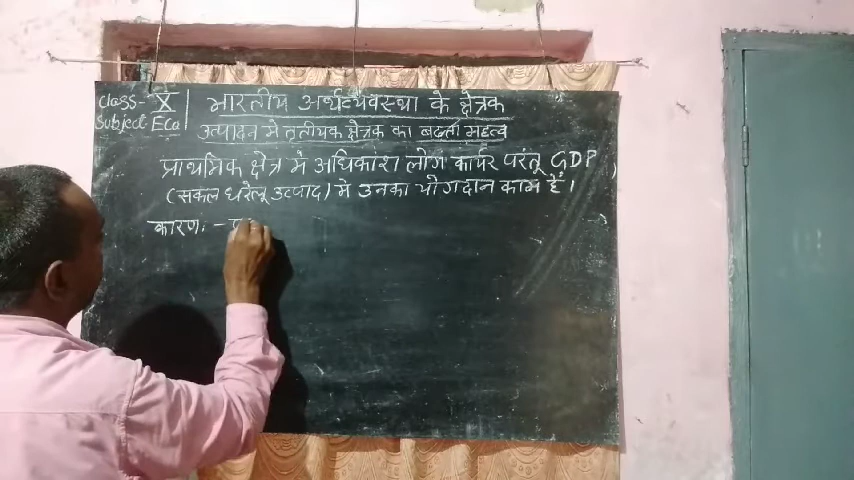 Class- X
Subject Eco
भारतीय अर्थव्यवस्था के क्षेत्रक
उत्पादन मे तृतीयक क्षेत्रक का बढ़ता महत्व
प्राथमिक क्षेत्र मे अधिकांश लोग कार्यर परंतू GDP
(सकल घरेलू उत्पाद) मे उनका योगदान काम हैं।
कारण: -